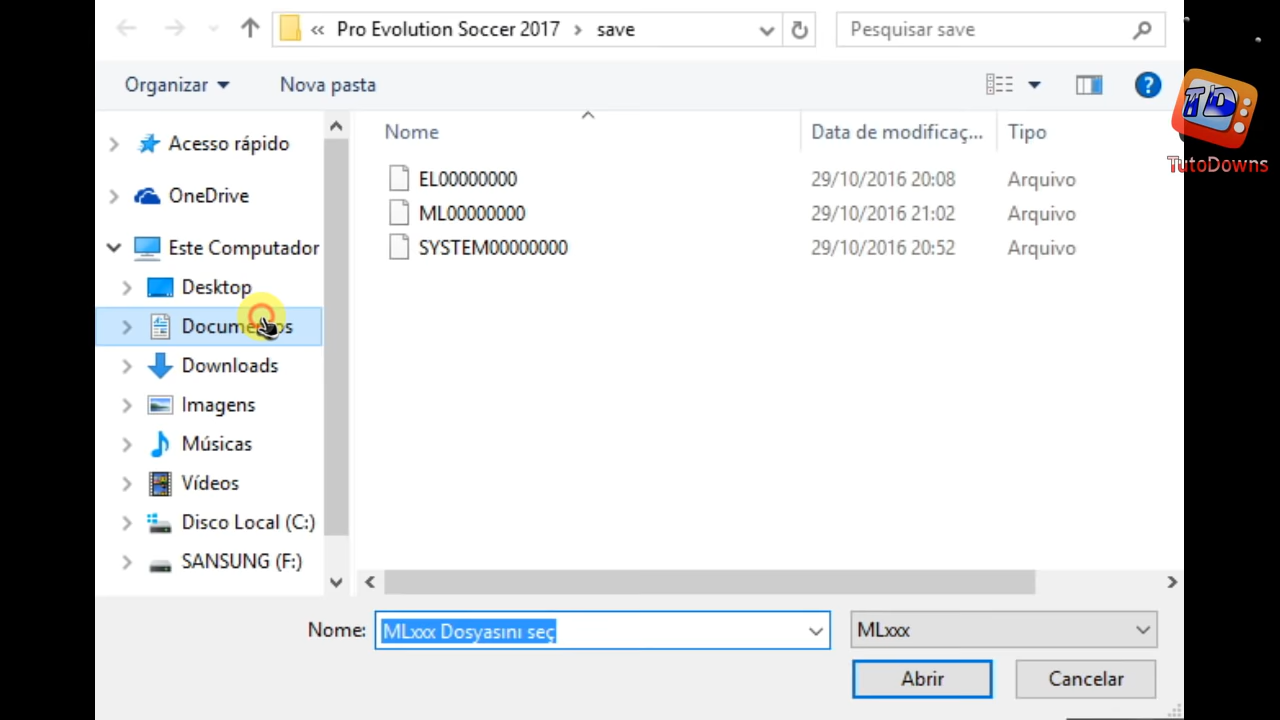 « Pro Evolution Soccer 2017 › save
Pesquisar save
Organizar
Nova pasta
?
TD
TutoDowns
Acesso rápido
OneDrive
Este Computador
Desktop
Documentos
Downloads
Imagens
Músicas
Vídeos
Disco Local (C:)
SANSUNG (F:)
Nome Data de modificaç... Tipo
EL00000000 29/10/2016 20:08 Arquivo
ML00000000 29/10/2016 21:02 Arquivo
SYSTEM00000000 29/10/2016 20:52 Arquivo
Nome: MLxxx Dosyasını seç MLxxx
Abrir Cancelar